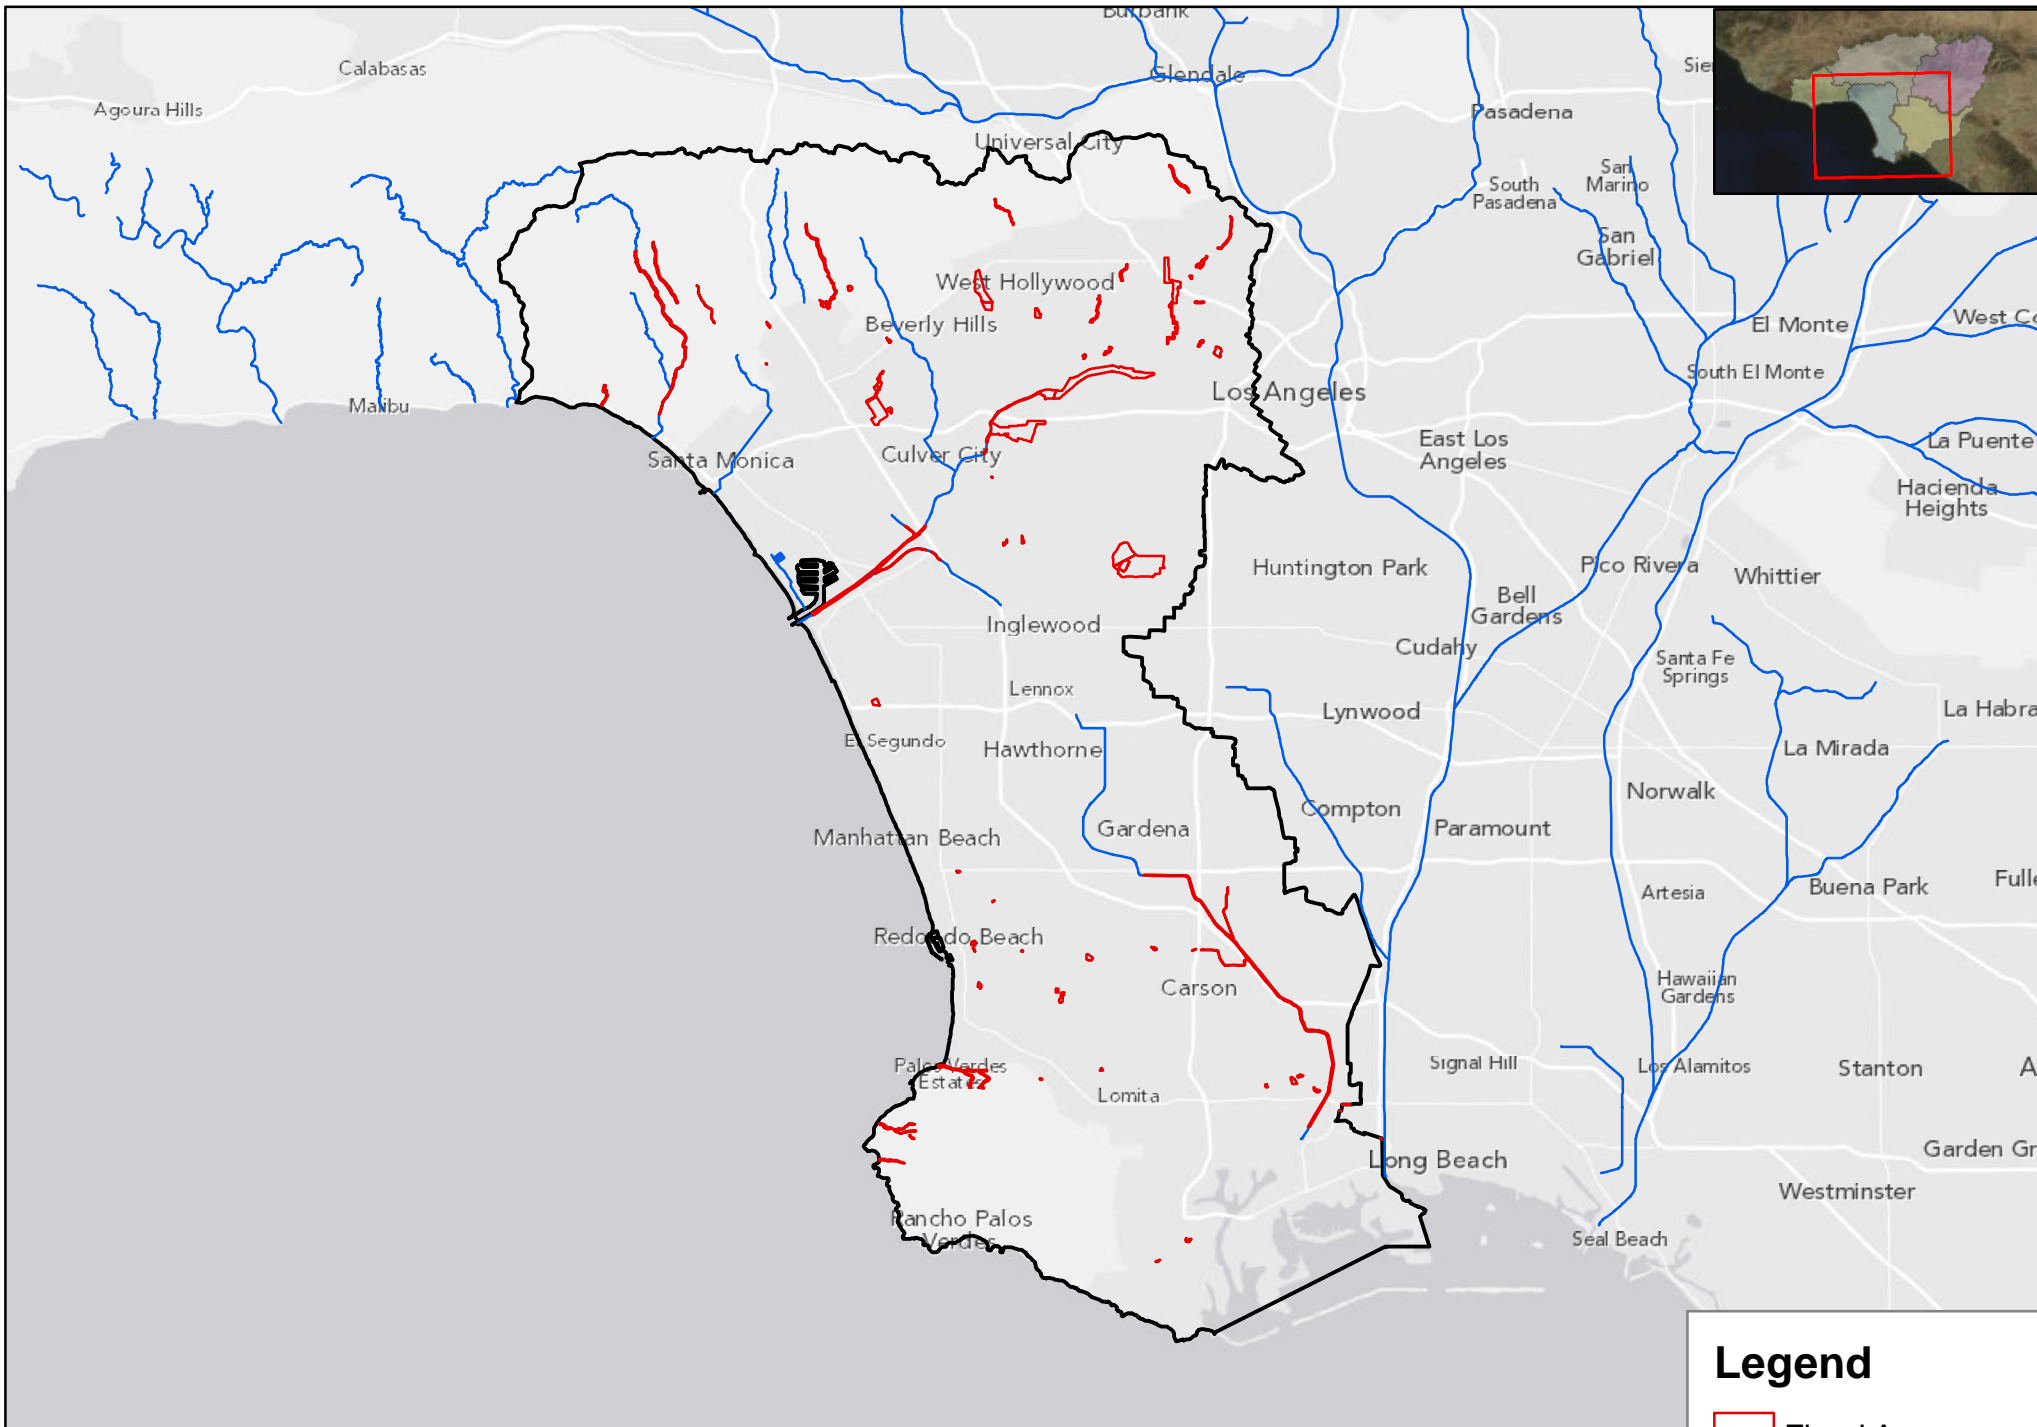 Burbank
Calabasas
Glendale
Agoura Hills
Pasadena
Universal City
San
Marino
South
Pasadena
San
Gabriel
West Hollywood
Beverly Hills
El Monte
South El Monte
Malibu
Los Angeles
East Los
Angeles
La Puente
Santa Monica
Culver City
Hacienda
Heights
Huntington Park
Pico Rivera
Whittier
Bell
Gardens
Inglewood
Cudahy
Santa Fe
Springs
Lennox
Lynwood
La Habra
El Segundo
Hawthorne
La Mirada
Norwalk
Compton
Manhattan Beach
Gardena
Paramount
Artesia
Buena Park
Redondo Beach
Carson
Hawaiian
Gardens
Palos Verdes
Estates
Signal Hill
Los Alamitos
Stanton
Lomita
Long Beach
Westminster
Rancho Palos
Verdes
Seal Beach
Legend